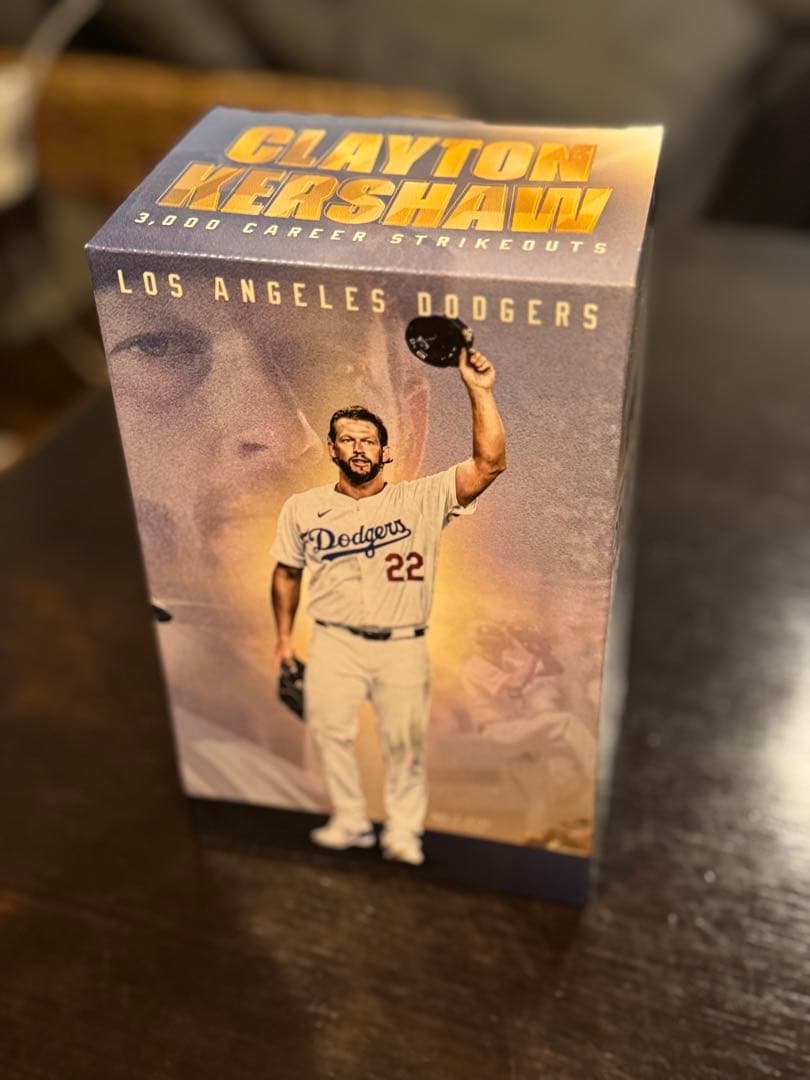 CLAYTON
KERSHAW
3,000 CAREER STRIKEOUTS
LOS ANGELES DODGERS
Dodgers
22